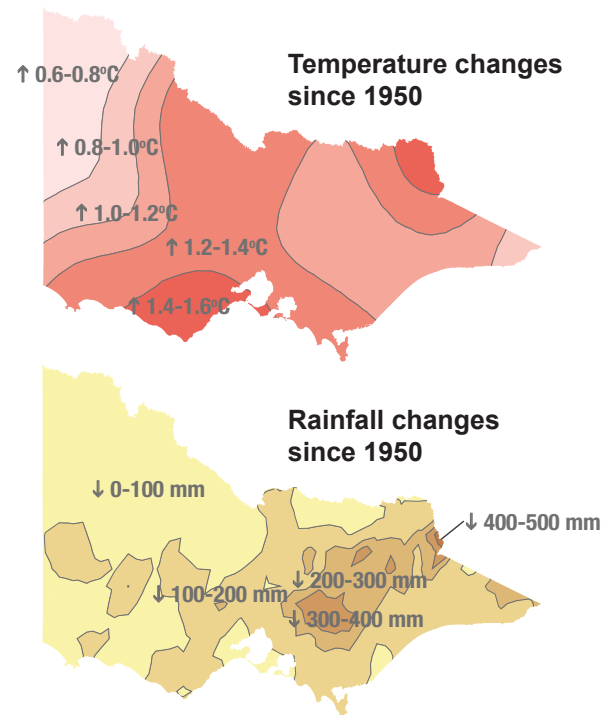 Temperature changes
since 1950
↑ 0.6-0.8ºC
↑ 0.8-1.0ºC
↑ 1.0-1.2ºC
↑ 1.2-1.4ºC
↑ 1.4-1.6ºC
Rainfall changes
since 1950
↓ 0-100 mm
↓ 400-500 mm
↓ 200-300 mm
↓ 100-200 mm
↓ 300-400 mm